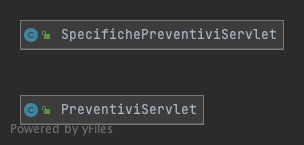 C SpecifichePreventiviServlet
C PreventiviServlet
Powered by yFiles